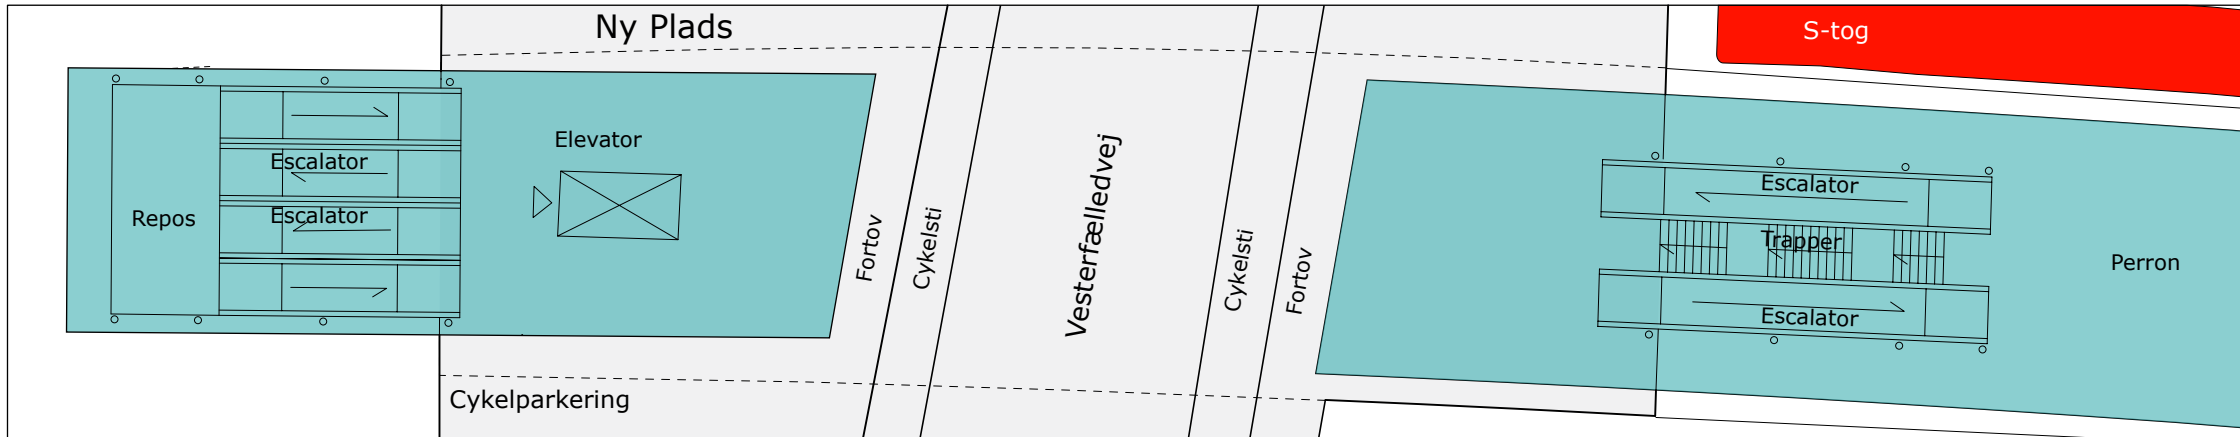 Ny Plads
S-tog
Elevator
Escalator
Escalator
Repos
Fortov
Cykelsti
Vesterfælledvej
Cykelsti
Fortov
Escalator
Trapper
Escalator
Perron
Cykelparkering